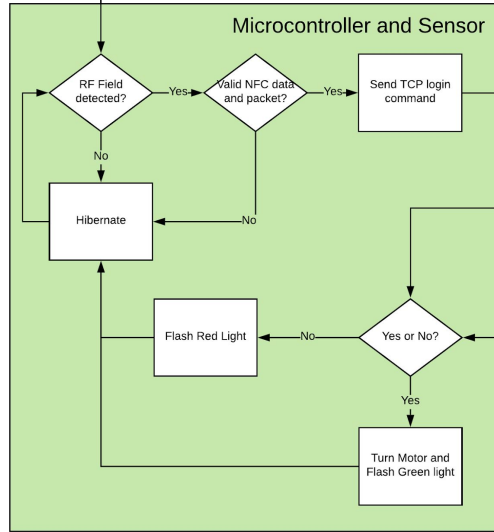 Microcontroller and Sensor
RF Field
detected?
Yes
Valid NFC data
and packet?
Yes
Send TCP login
command
No
Hibernate
No
Flash Red Light
No
Yes or No?
Yes
Turn Motor and
Flash Green light